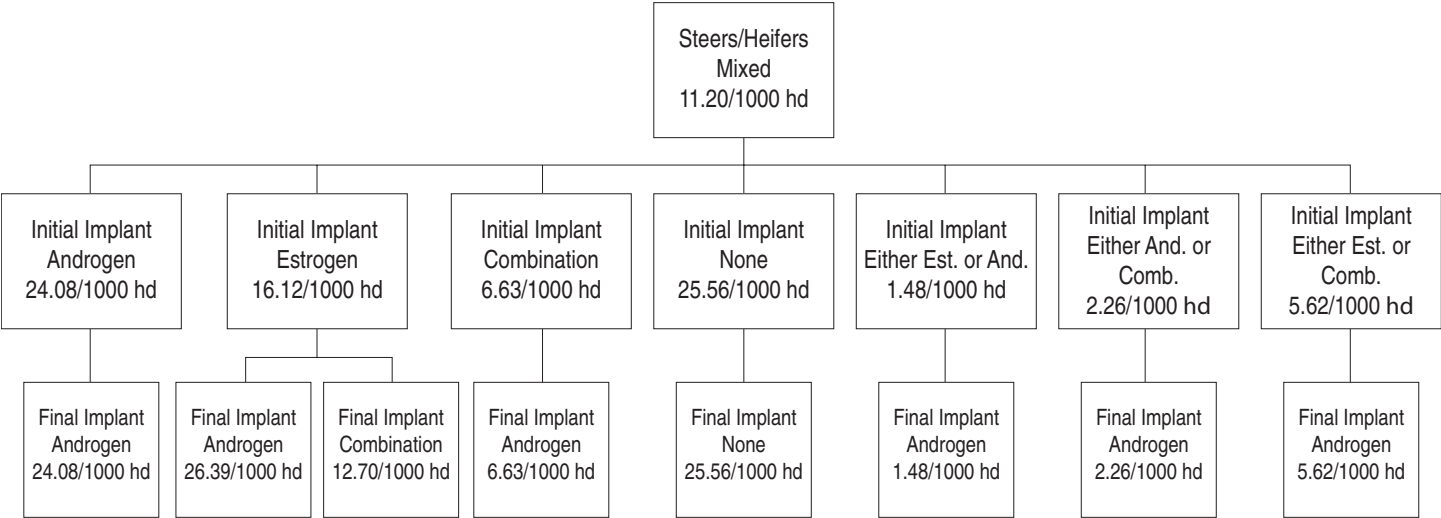 Steers/Heifers
Mixed
11.20/1000 hd
Initial Implant
Androgen
24.08/1000 hd
Initial Implant
Estrogen
16.12/1000 hd
Initial Implant
Combination
6.63/1000 hd
Initial Implant
None
25.56/1000 hd
Initial Implant
Either Est. or And.
1.48/1000 hd
Initial Implant
Either And. or
Comb.
2.26/1000 hd
Initial Implant
Either Est. or
Comb.
5.62/1000 hd
Final Implant
Androgen
24.08/1000 hd
Final Implant
Androgen
26.39/1000 hd
Final Implant
Combination
12.70/1000 hd
Final Implant
Androgen
6.63/1000 hd
Final Implant
None
25.56/1000 hd
Final Implant
Androgen
1.48/1000 hd
Final Implant
Androgen
2.26/1000 hd
Final Implant
Androgen
5.62/1000 hd